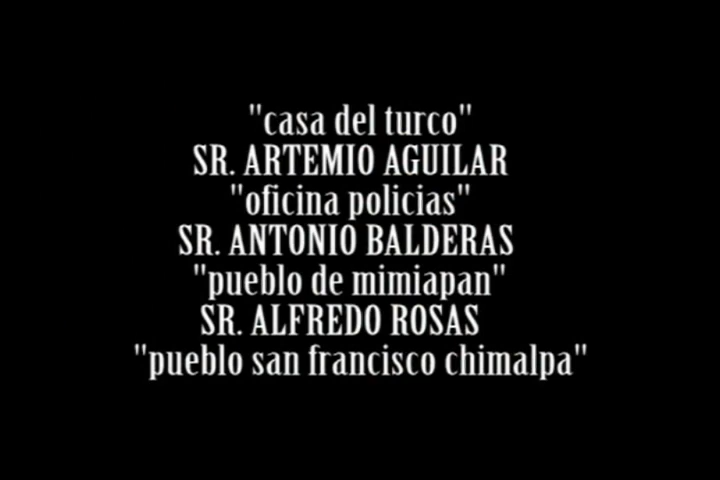 "casa del turco"
SR. ARTEMIO AGUILAR
"oficina policias"
SR. ANTONIO BALDERAS
"pueblo de mimiapan"
SR. ALFREDO ROSAS
"pueblo san francisco chimalpa"